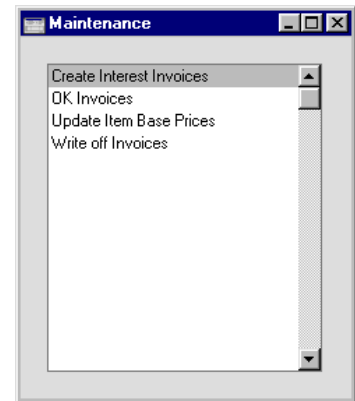 Maintenance
Create Interest Invoices
OK Invoices
Update Item Base Prices
Write off Invoices